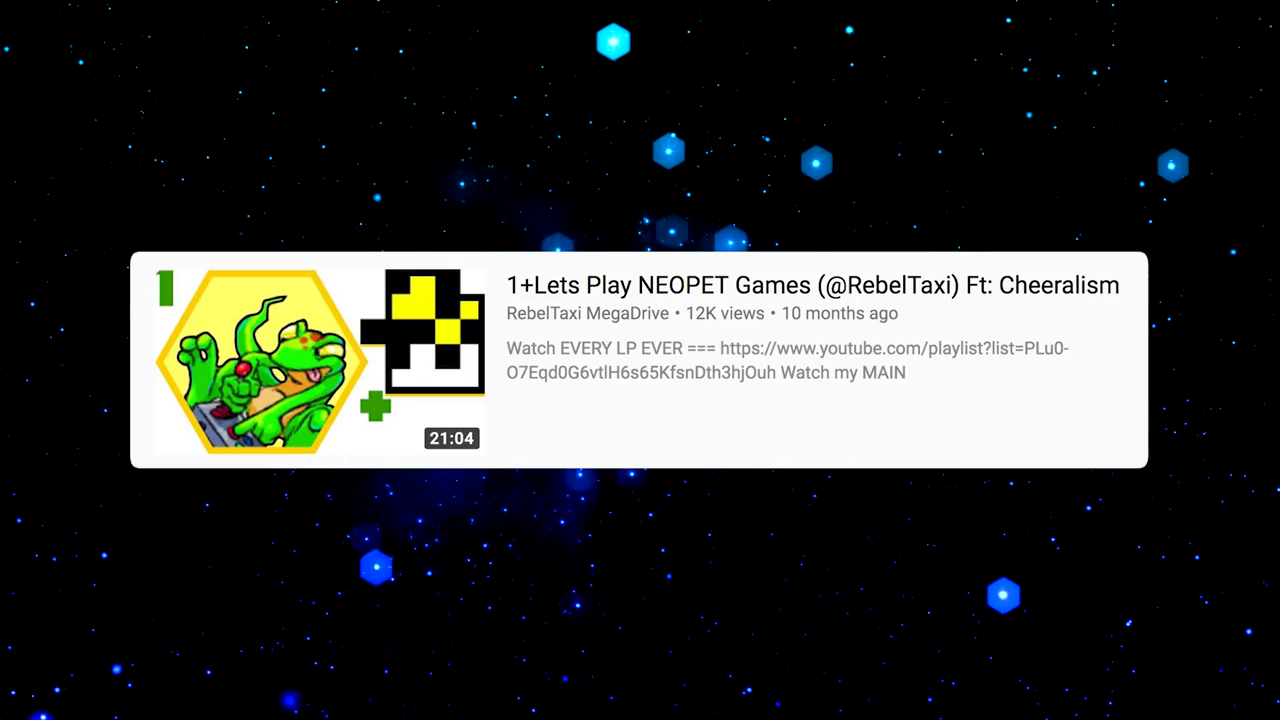 1+Lets Play NEOPET Games (@RebelTaxi) Ft: Cheeralism
RebelTaxi MegaDrive • 12K views • 10 months ago
Watch EVERY LP EVER === https://www.youtube.com/playlist?list=PLu0-
O7Eqd0G6vtlH6s65KfsnDth3hjOuh Watch my MAIN
1
+
21:04